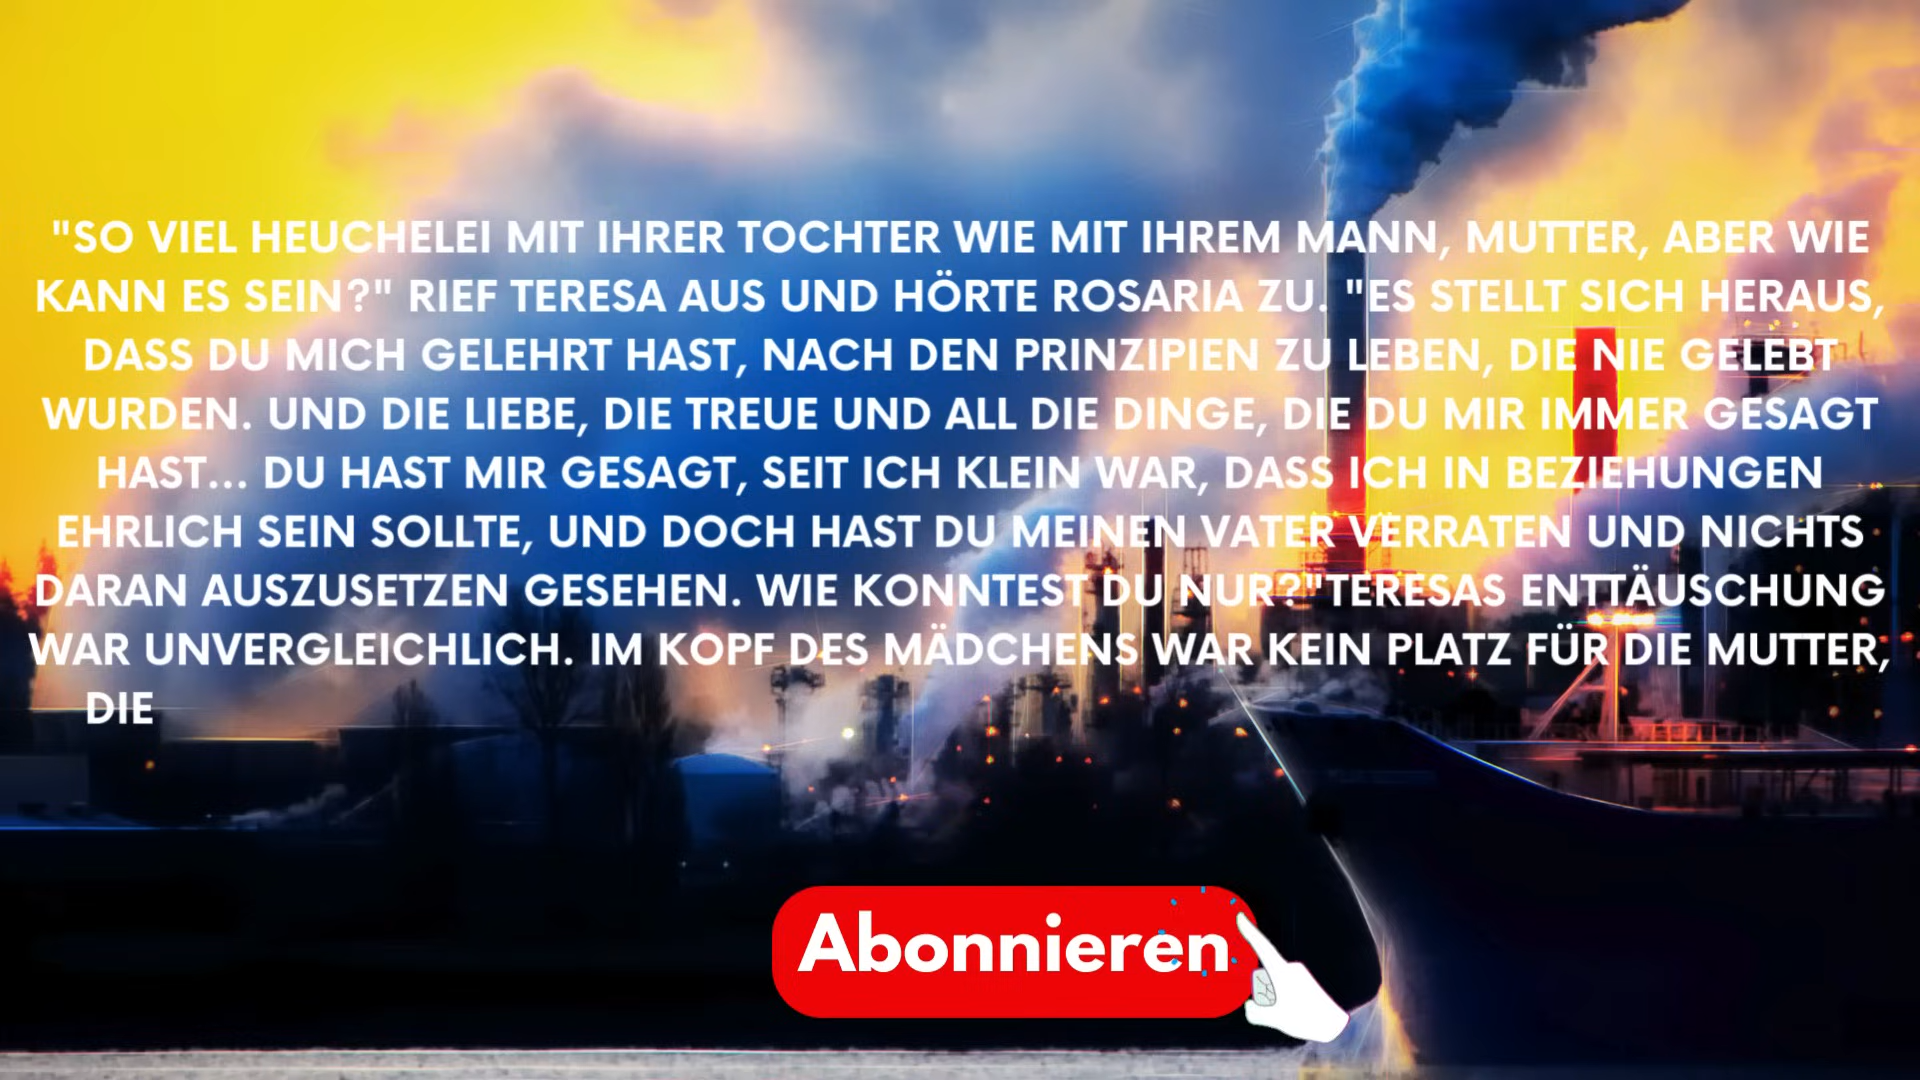 "SO VIEL HEUCHELEI MIT IHRER TOCHTER WIE MIT IHREM MANN, MUTTER, ABER WIE
KANN ES SEIN?" RIEF TERESA AUS UND HÖRTE ROSARIA ZU. "ES STELLT SICH HERAUS,
DASS DU MICH GELEHRT HAST, NACH DEN PRINZIPIEN ZU LEBEN, DIE NIE GELEBT
WURDEN. UND DIE LIEBE, DIE TREUE UND ALL DIE DINGE, DIE DU MIR IMMER GESAGT
HAST... DU HAST MIR GESAGT, SEIT ICH KLEIN WAR, DASS ICH IN BEZIEHUNGEN
EHRLICH SEIN SOLLTE, UND DOCH HAST DU MEINEN VATER VERRATEN UND NICHTS
DARAN AUSZUSETZEN GESEHEN. WIE KONNTEST DU NUR?"TERESAS ENTTÄUSCHUNG
WAR UNVERGLEICHLICH. IM KOPF DES MÄDCHENS WAR KEIN PLATZ FÜR DIE MUTTER,
DIE
Abonnieren